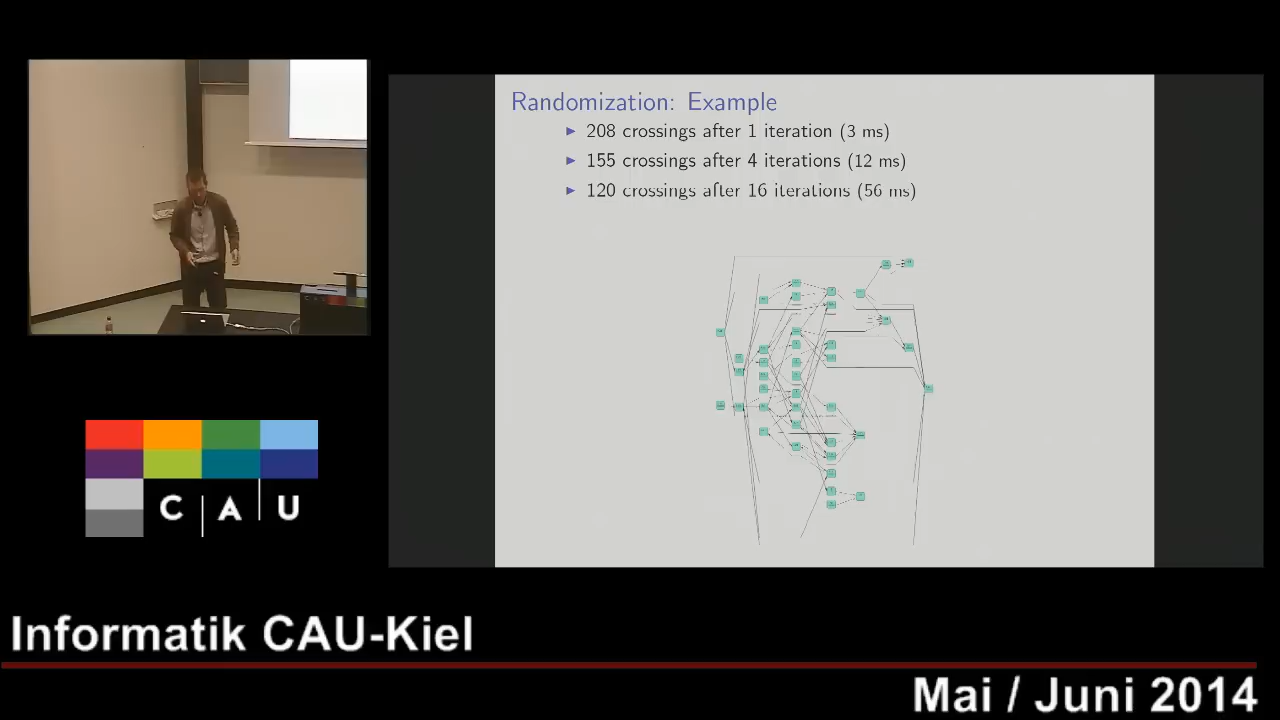 Randomization: Example
208 crossings after 1 iteration (3 ms)
155 crossings after 4 iterations (12 ms)
120 crossings after 16 iterations (56 ms)
C A U
Informatik CAU-Kiel
Mai / Juni 2014